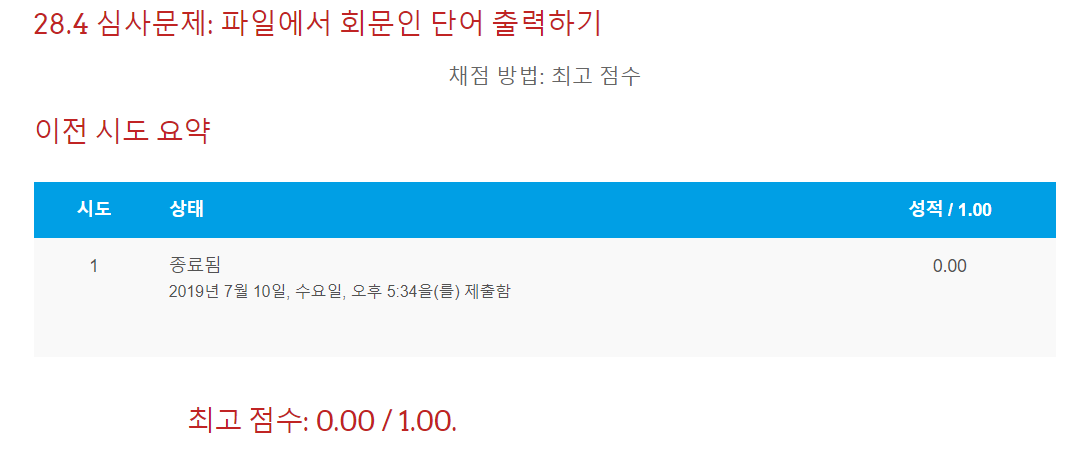 28.4 심사문제: 파일에서 회문인 단어 출력하기
채점 방법: 최고 점수
이전 시도 요약
시도 상태 성적 / 1.00
1 종료됨 0.00
2019년 7월 10일, 수요일, 오후 5:34을(를) 제출함
최고 점수: 0.00 / 1.00.